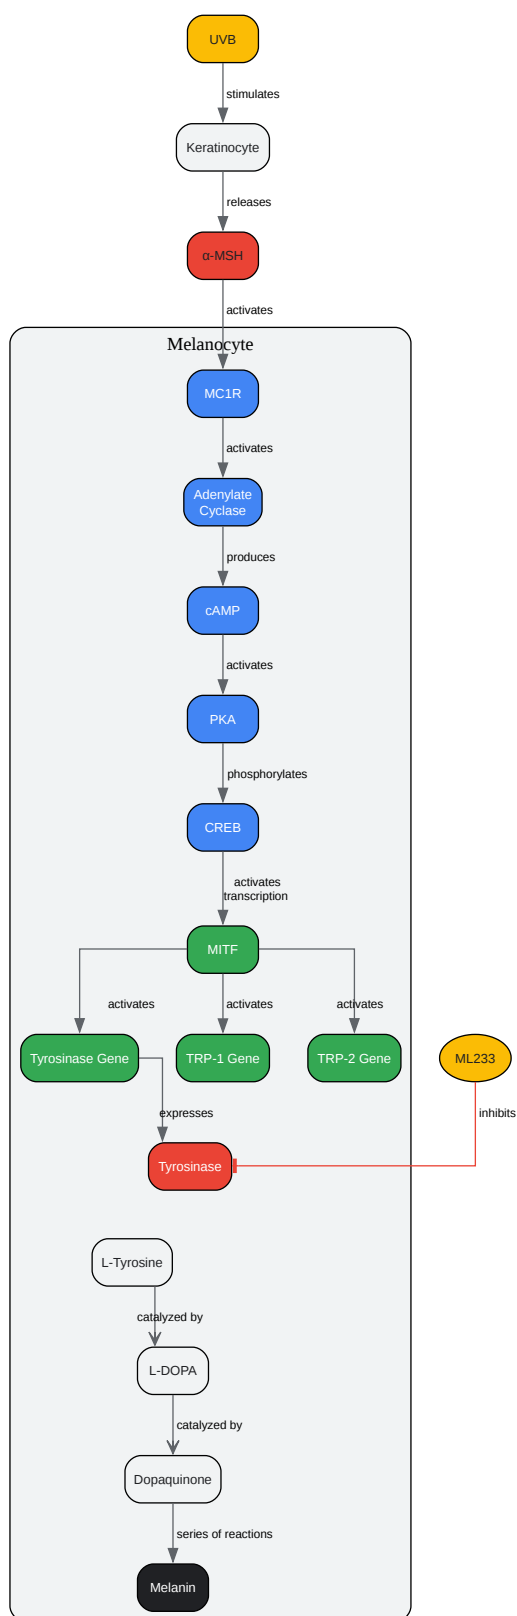 UVB
stimulates
Keratinocyte
releases
α-MSH
activates
Melanocyte
MC1R
activates
Adenylate
Cyclase
produces
cAMP
activates
PKA
phosphorylates
CREB
activates
transcription
MITF
activates
activates
activates
Tyrosinase Gene
TRP-1 Gene
TRP-2 Gene
ML233
expresses
inhibits
Tyrosinase
L-Tyrosine
catalyzed by
L-DOPA
catalyzed by
Dopaquinone
series of reactions
Melanin